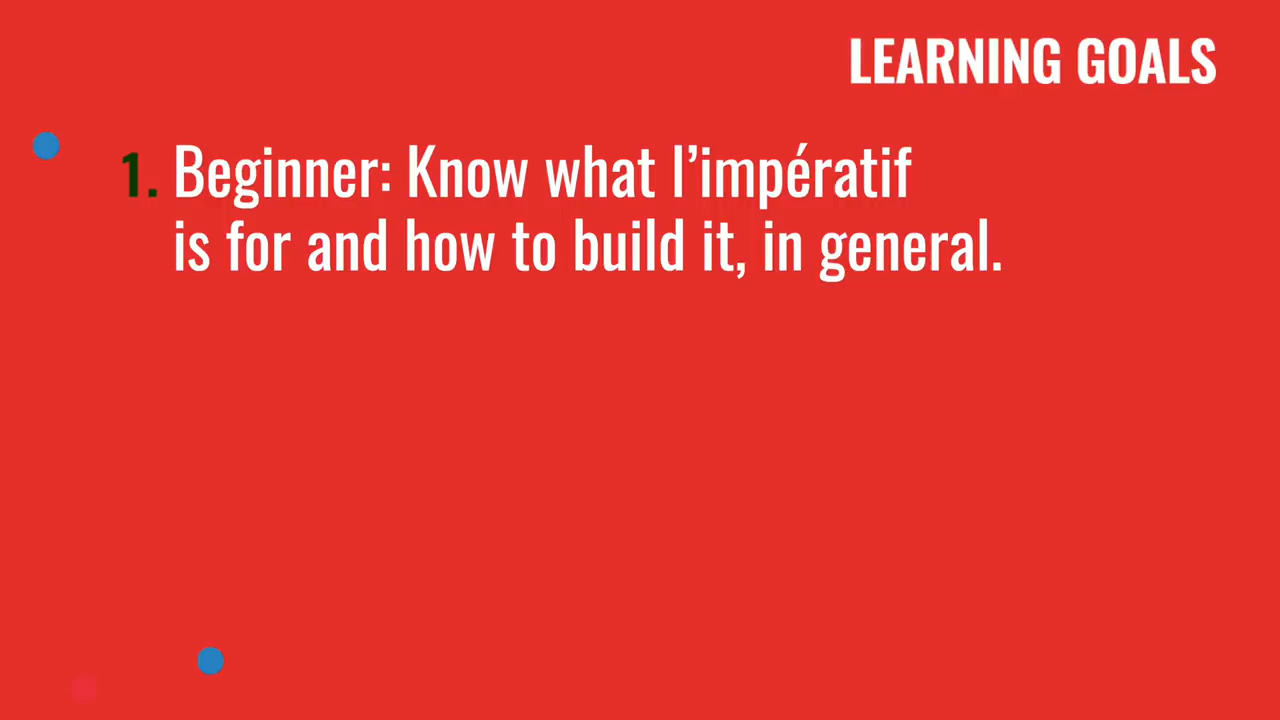 LEARNING GOALS
1. Beginner: Know what l’impératif
is for and how to build it, in general.